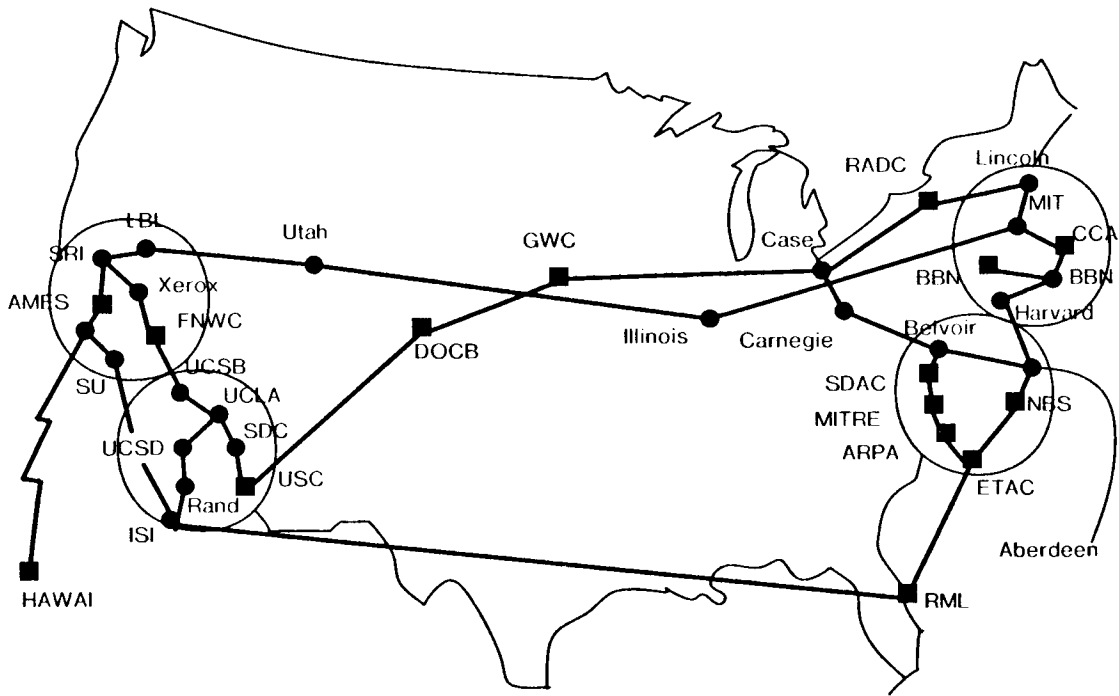 Lincoln
RADC
MIT
LBL
Utah
GWC
Case
CCA
SRI
BBN
BBN
Xerox
AMES
FNWC
Harvard
Illinois
Carnegie
Belvoir
DOCB
UCSB
SU
SDAC
UCLA
NBS
MITRE
SDC
UCSD
ARPA
USC
ETAC
Rand
ISI
Aberdeen
HAWAI
RML